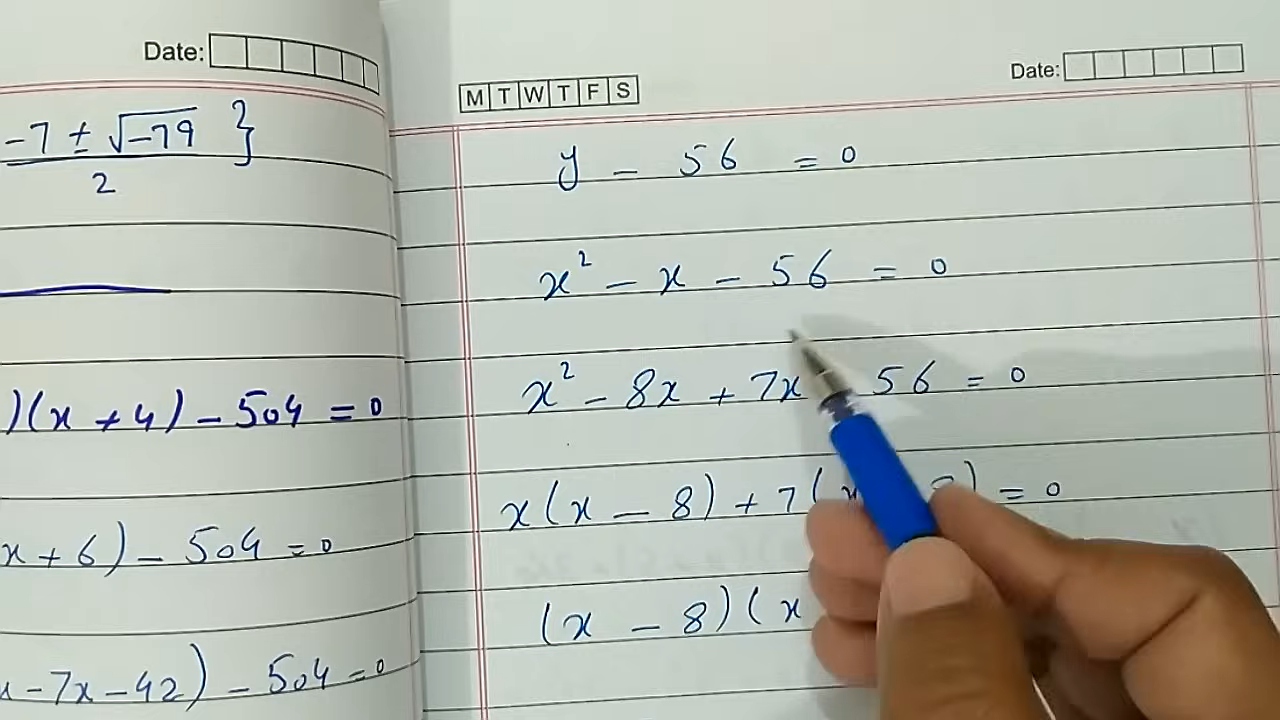 Date:
-7 ± √-79 }
2
)(x + 4) - 504 = 0
x + 6) - 504 = 0
x - 7x - 42) - 504 = 0
M T W T F S
Date:
y - 56 = 0
x² - x - 56 = 0
x² - 8x + 7x 56 = 0
x(x - 8) + 7(x ) = 0
(x - 8)(x